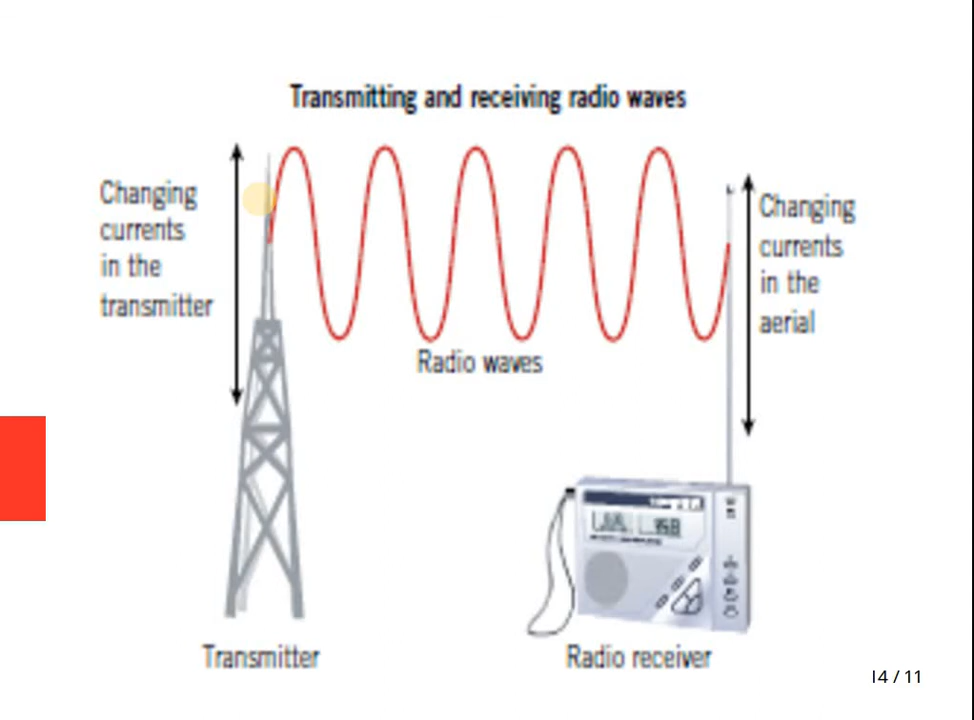 Transmitting and receiving radio waves
Changing
currents
in the
transmitter
Changing
currents
in the
aerial
Radio waves
Transmitter
Radio receiver
14 / 11